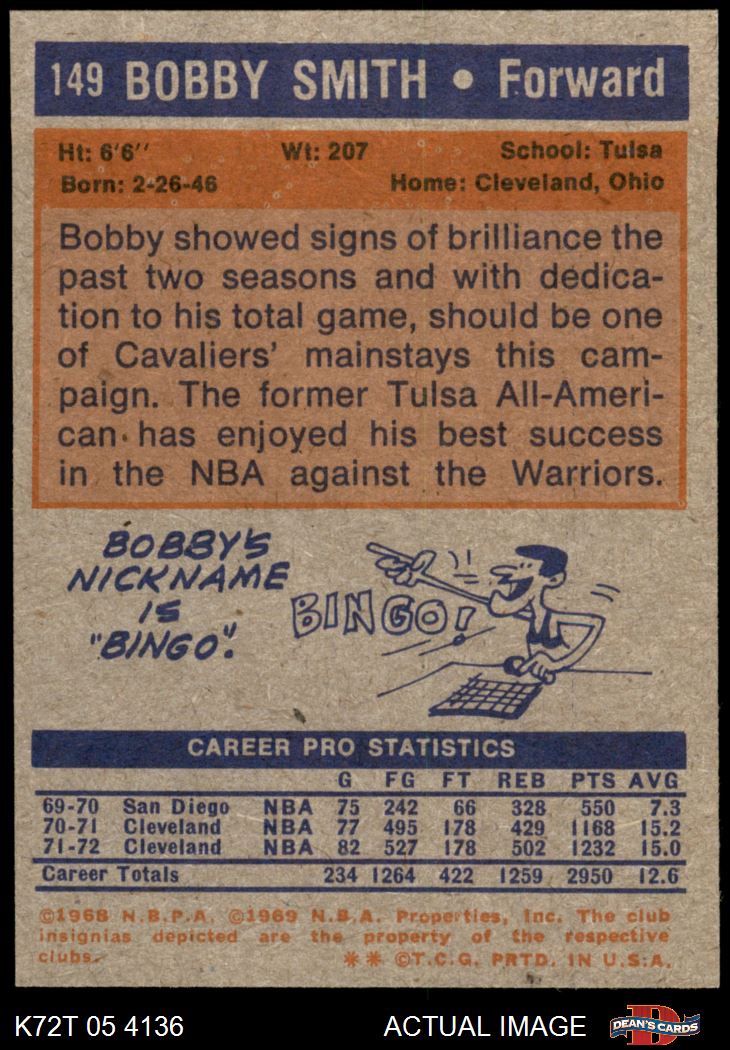 149 BOBBY SMITH • Forward
Ht: 6'6'' Wt: 207 School: Tulsa
Born: 2-26-46 Home: Cleveland, Ohio
Bobby showed signs of brilliance the
past two seasons and with dedica-
tion to his total game, should be one
of Cavaliers' mainstays this cam-
paign. The former Tulsa All-Ameri-
can has enjoyed his best success
in the NBA against the Warriors.
BOBBY'S
NICKNAME
IS
"BINGO".
BINGO!
CAREER PRO STATISTICS
G FG FT REB PTS AVG
69-70 San Diego NBA 75 242 66 328 550 7.3
70-71 Cleveland NBA 77 495 178 429 1168 15.2
71-72 Cleveland NBA 82 527 178 502 1232 15.0
Career Totals 234 1264 422 1259 2950 12.6
©1968 N.B.P.A. ©1969 N.B.A. Properties, Inc. The club
insignias depicted are the property of the respective
clubs. ** ©T.C.G. PRTD. IN U.S.A.
K72T 05 4136 ACTUAL IMAGE DEAN'S CARDS